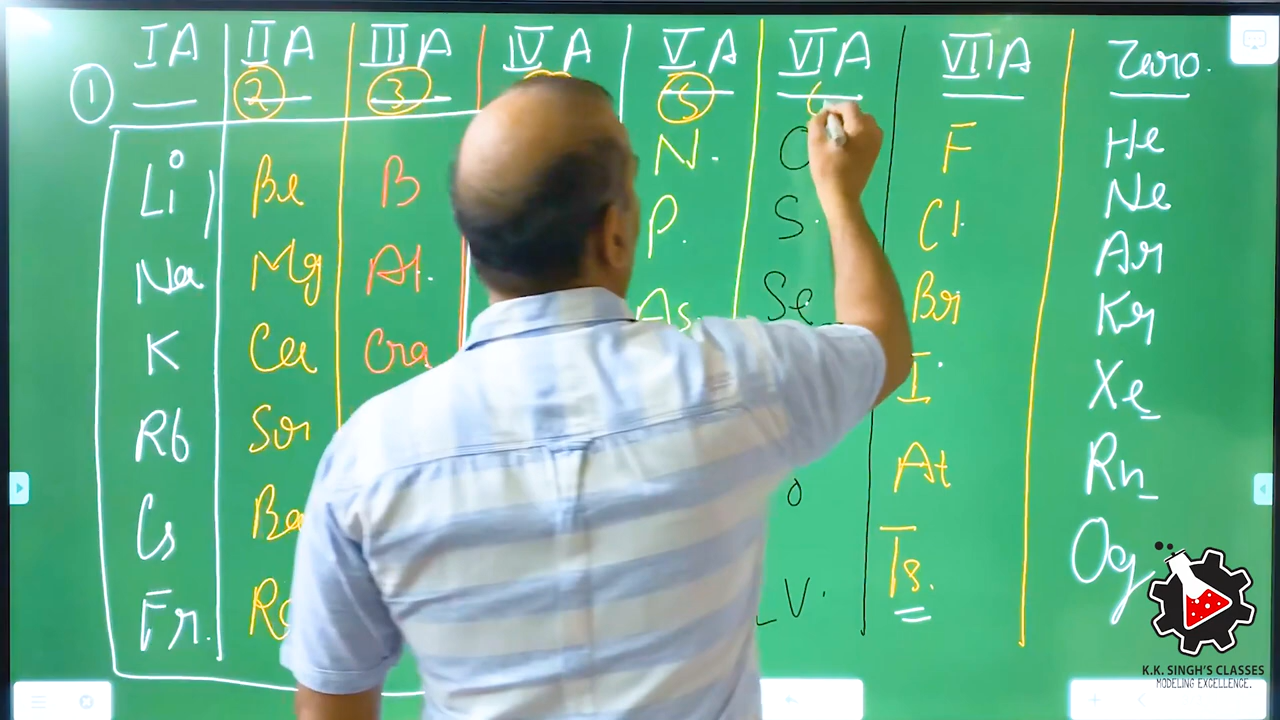 IA IIA IIIA IVA VA VIA VIIA Zero.
1 2 3 5
Li Be B N. O F He
Na Mg Al. P. S. Cl. Ne
K Ca Ga As. Se Br Ar
Rb Sr I Kr
Cs Ba At Xe
Fr. Ts. Rn
LV. Og
K.K. SINGH'S CLASSES
MODELING EXCELLENCE.